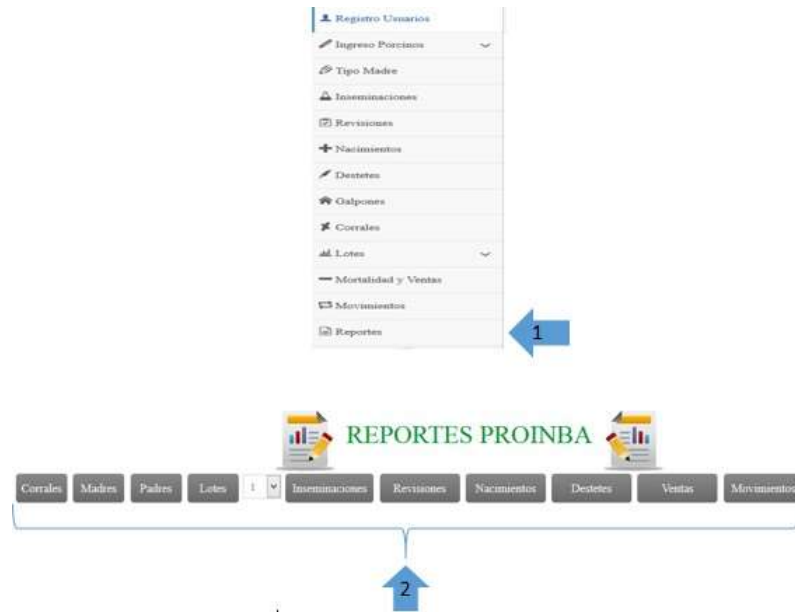 Registro Usuarios
Ingreso Porcinos
Tipo Madre
Inseminaciones
Revisiones
Nacimientos
Destetes
Galpones
Corrales
Lotes
Mortalidad y Ventas
Movimientos
Reportes
1
REPORTES PROINBA
Corrales Madres Padres Lotes 1 Inseminaciones Revisiones Nacimientos Destetes Ventas Movimientos
2